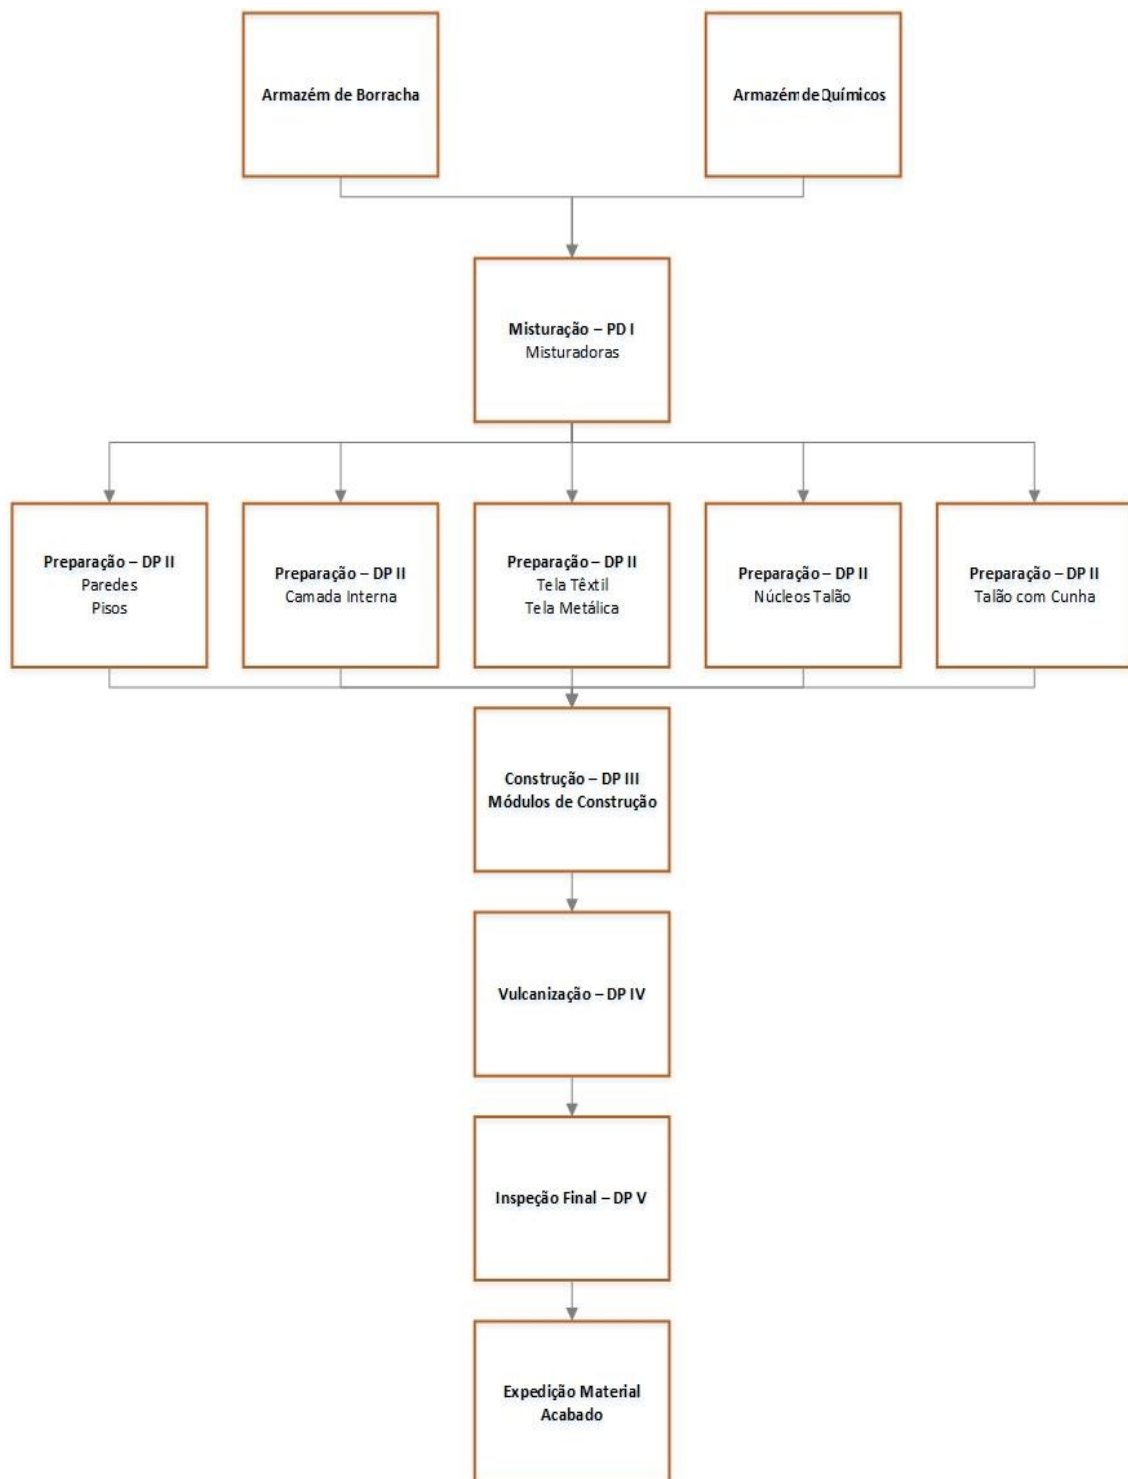 Armazém de Borracha
Armazém de Químicos
Misturação – PD I
Misturadoras
Preparação – DP II
Paredes
Pisos
Preparação – DP II
Camada Interna
Preparação – DP II
Tela Têxtil
Tela Metálica
Preparação – DP II
Núcleos Talão
Preparação – DP II
Talão com Cunha
Construção – DP III
Módulos de Construção
Vulcanização – DP IV
Inspeção Final – DP V
Expedição Material
Acabado